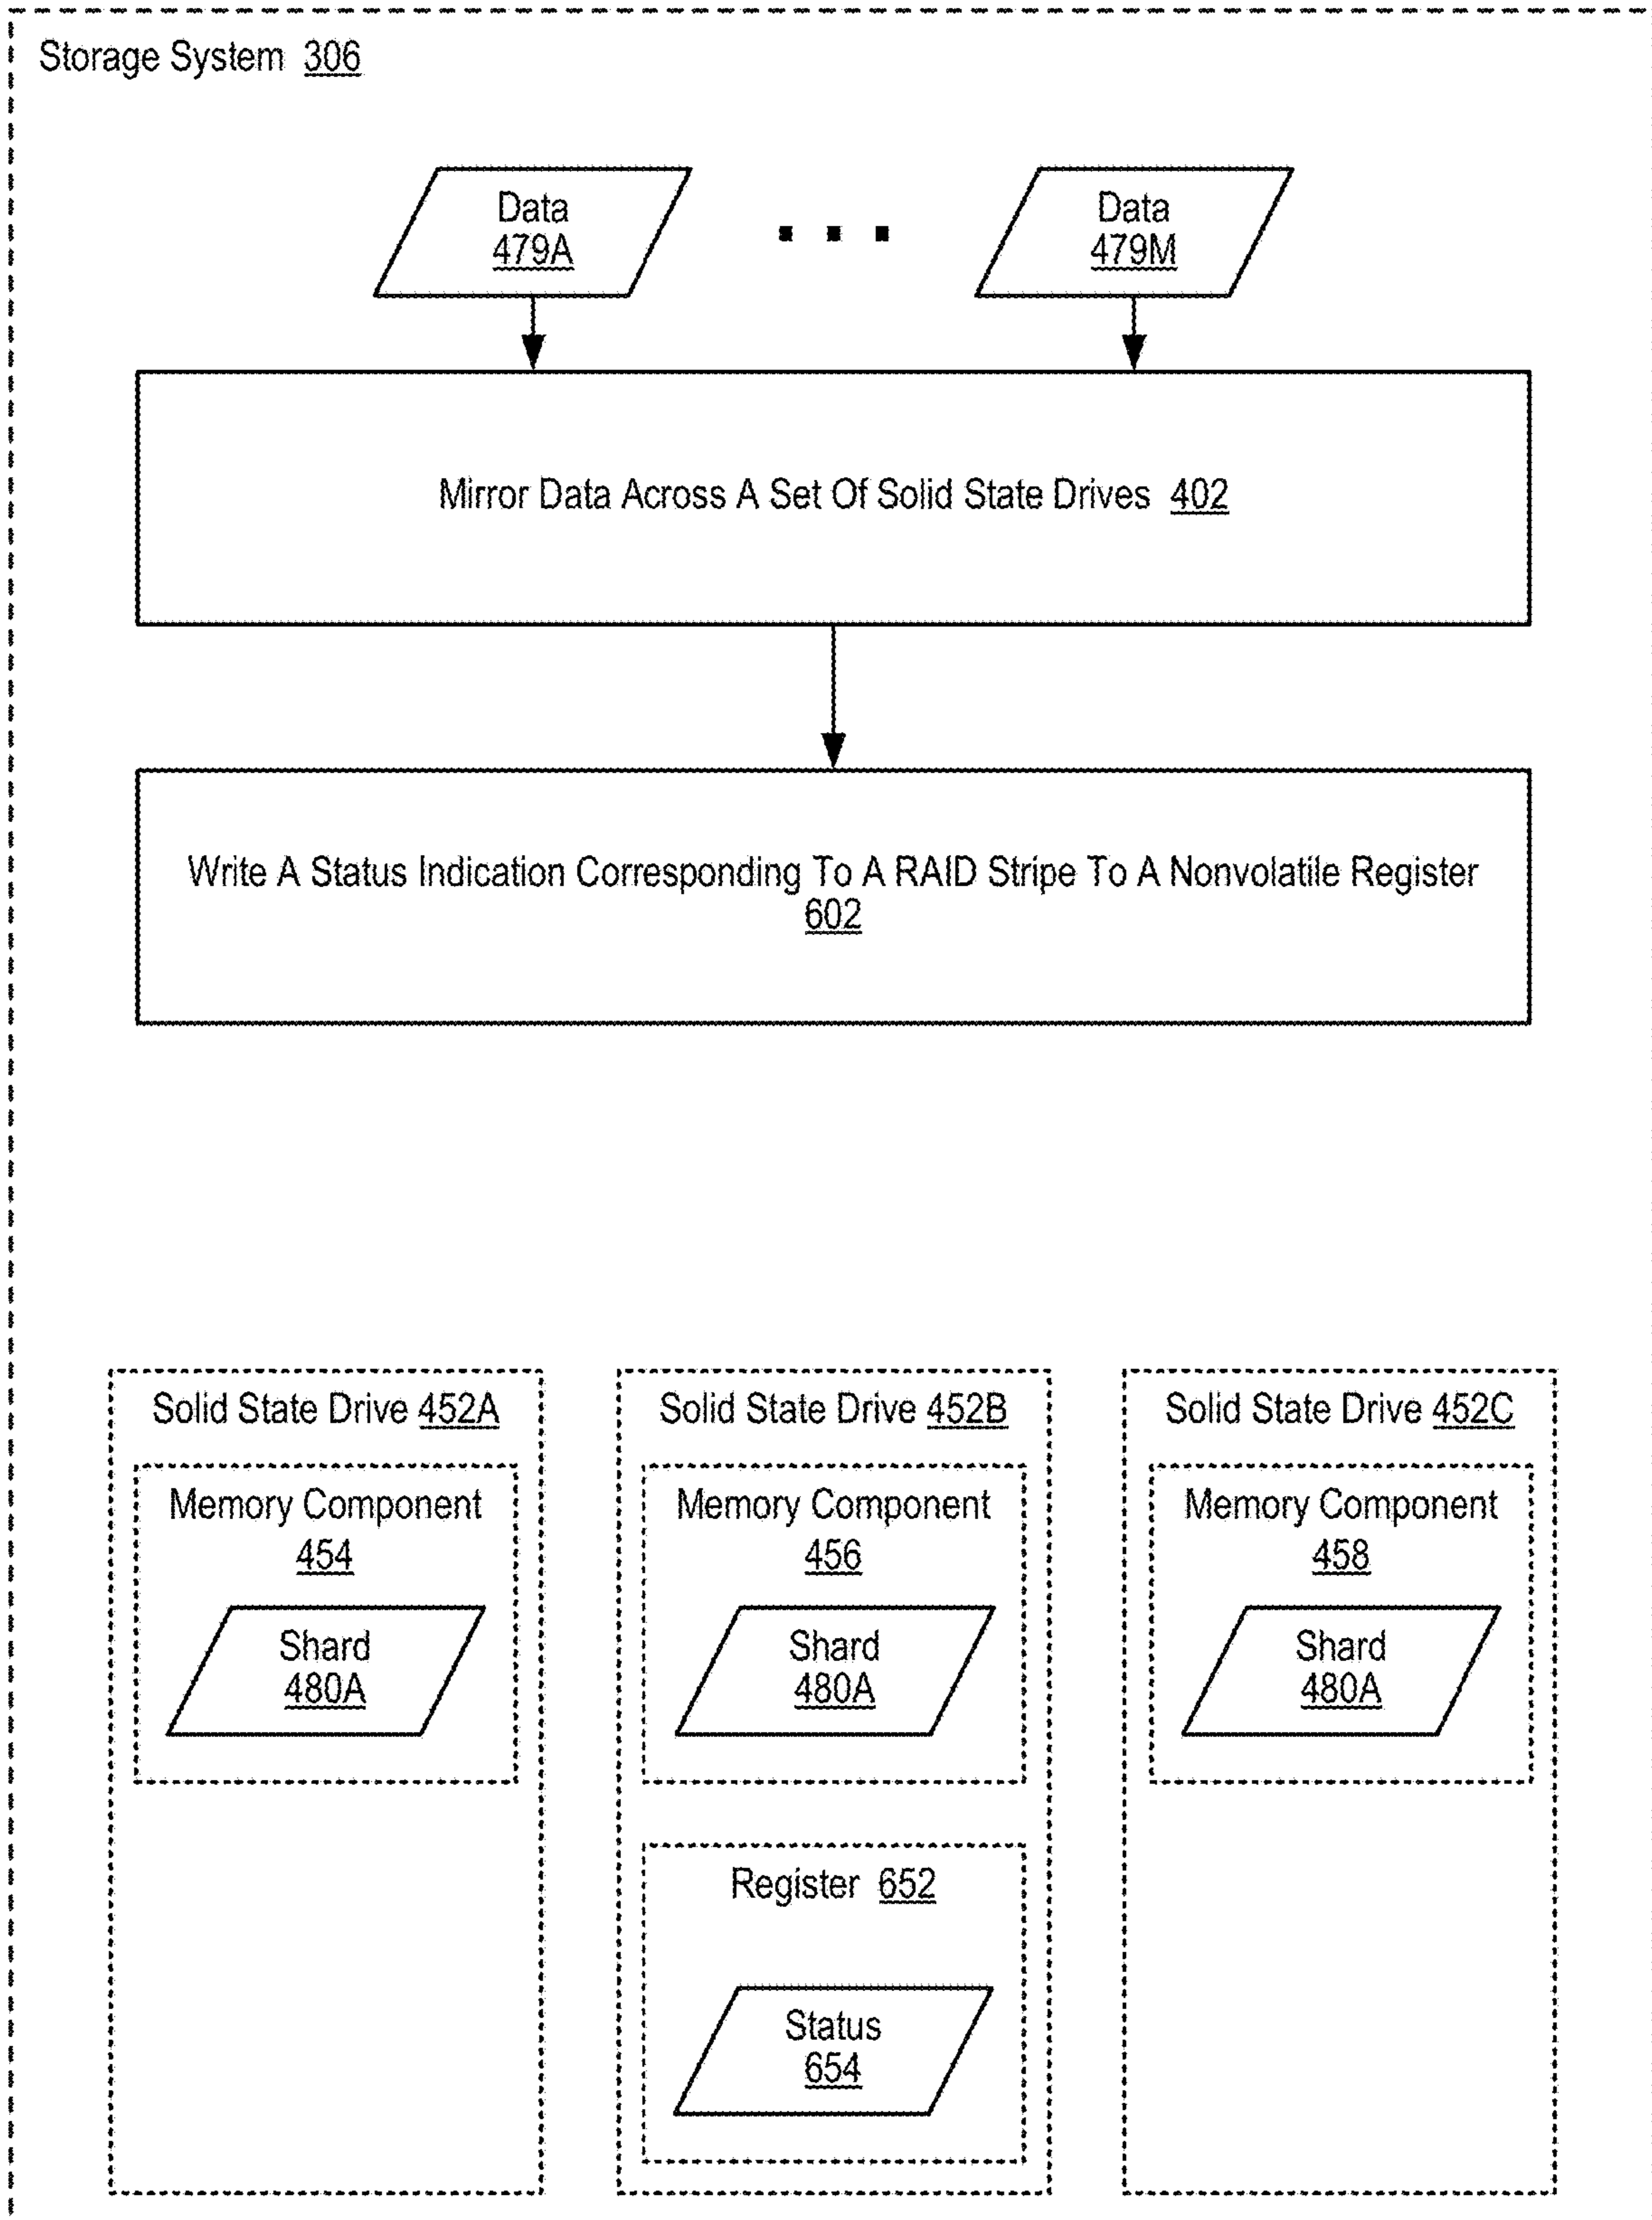 Storage System 306
Data
479A
Data
479M
Mirror Data Across A Set Of Solid State Drives 402
Write A Status Indication Corresponding To A RAID Stripe To A Nonvolatile Register
602
Solid State Drive 452A
Memory Component
454
Shard
480A
Solid State Drive 452B
Memory Component
456
Shard
480A
Register 652
Status
654
Solid State Drive 452C
Memory Component
458
Shard
480A